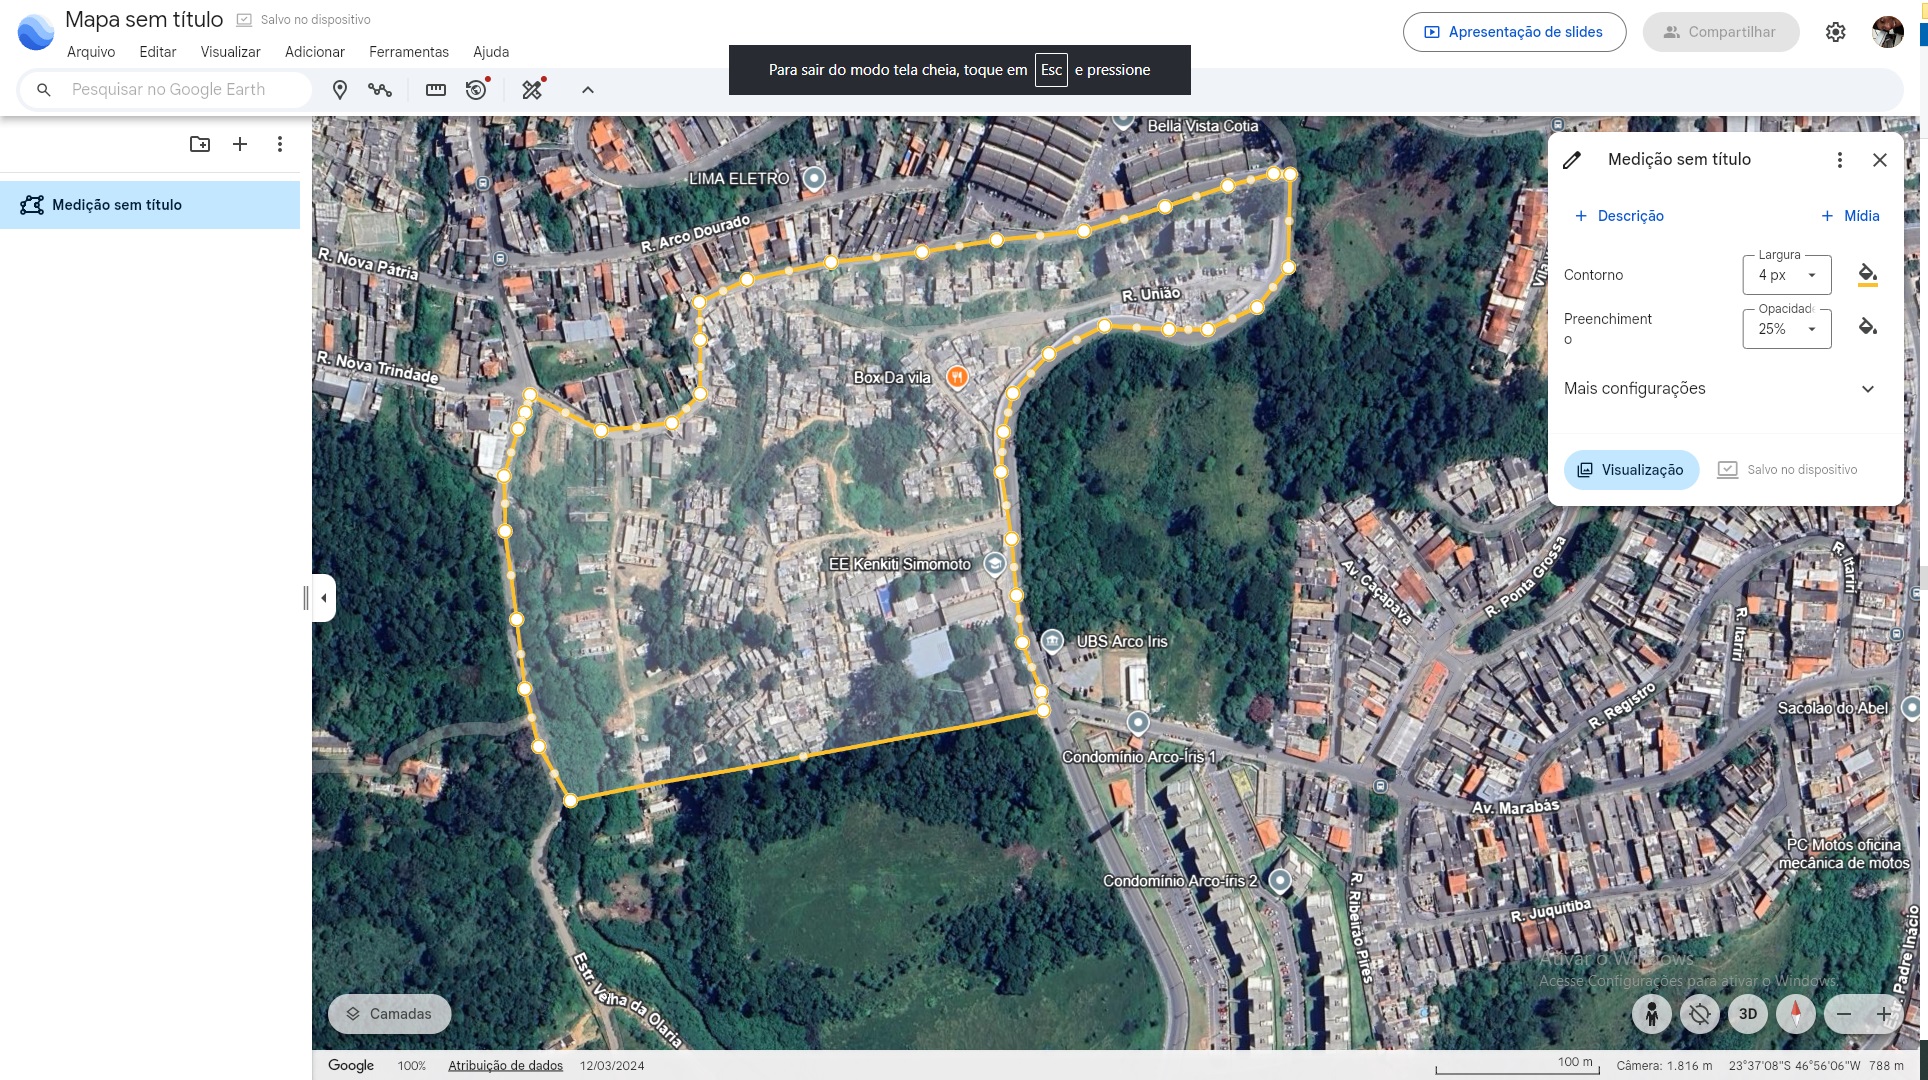 Mapa sem título
Salvo no dispositivo
Arquivo Editar Visualizar Adicionar Ferramentas Ajuda
Apresentação de slides
Compartilhar
Para sair do modo tela cheia, toque em Esc e pressione
Pesquisar no Google Earth
Medição sem título
Bella Vista Cotia
LIMA ELETRO
R. Arco Dourado
R. Nova Pátria
R. União
R. Nova Trindade
Box Da vila
EE Kenkiti Simomoto
UBS Arco Iris
Condomínio Arco-Íris 1
Condomínio Arco-íris 2
Av. Caçapava
R. Ponta Grossa
R. Itariri
R. Itariri
R. Registro
Sacolao do Abel
Av. Marabás
PC Motos oficina
mecânica de motos
R. Juquitiba
R. Ribeirão Pires
Estr. Velha da Olaria
Medição sem título
Descrição
Mídia
Contorno
Largura
4 px
Preenchiment
o
Opacidad
25%
Mais configurações
Visualização
Salvo no dispositivo
Ativar o Windows
Acesse Configurações para ativar o Windows.
Camadas
3D
Google
100%
Atribuição de dados
12/03/2024
100 m
Câmera: 1.816 m
23°37'08"S 46°56'06"W
788 m